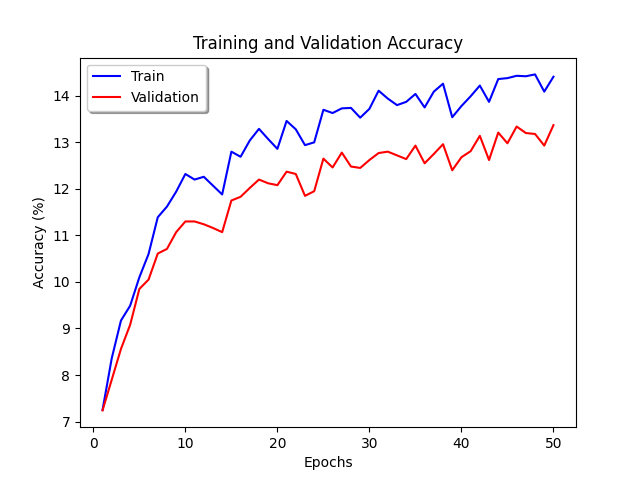 Training and Validation Accuracy
Train
Validation
Accuracy (%)
14
13
12
11
10
9
8
7
0 10 20 30 40 50
Epochs